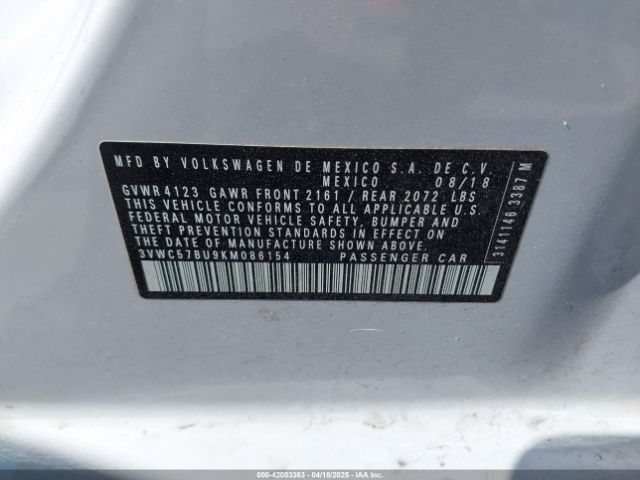 MFD BY VOLKSWAGEN DE MEXICO S.A. DE C.V.
MEXICO 08/18
GVWR 4123 GAWR FRONT 2161 / REAR 2072 LBS
THIS VEHICLE CONFORMS TO ALL APPLICABLE U.S.
FEDERAL MOTOR VEHICLE SAFETY, BUMPER AND
THEFT PREVENTION STANDARDS IN EFFECT ON
THE DATE OF MANUFACTURE SHOWN ABOVE.
3VWC57BU9KM086154 PASSENGER CAR
3141146 3387 M
000-42053363 - 04/18/2025 - IAAI.COM